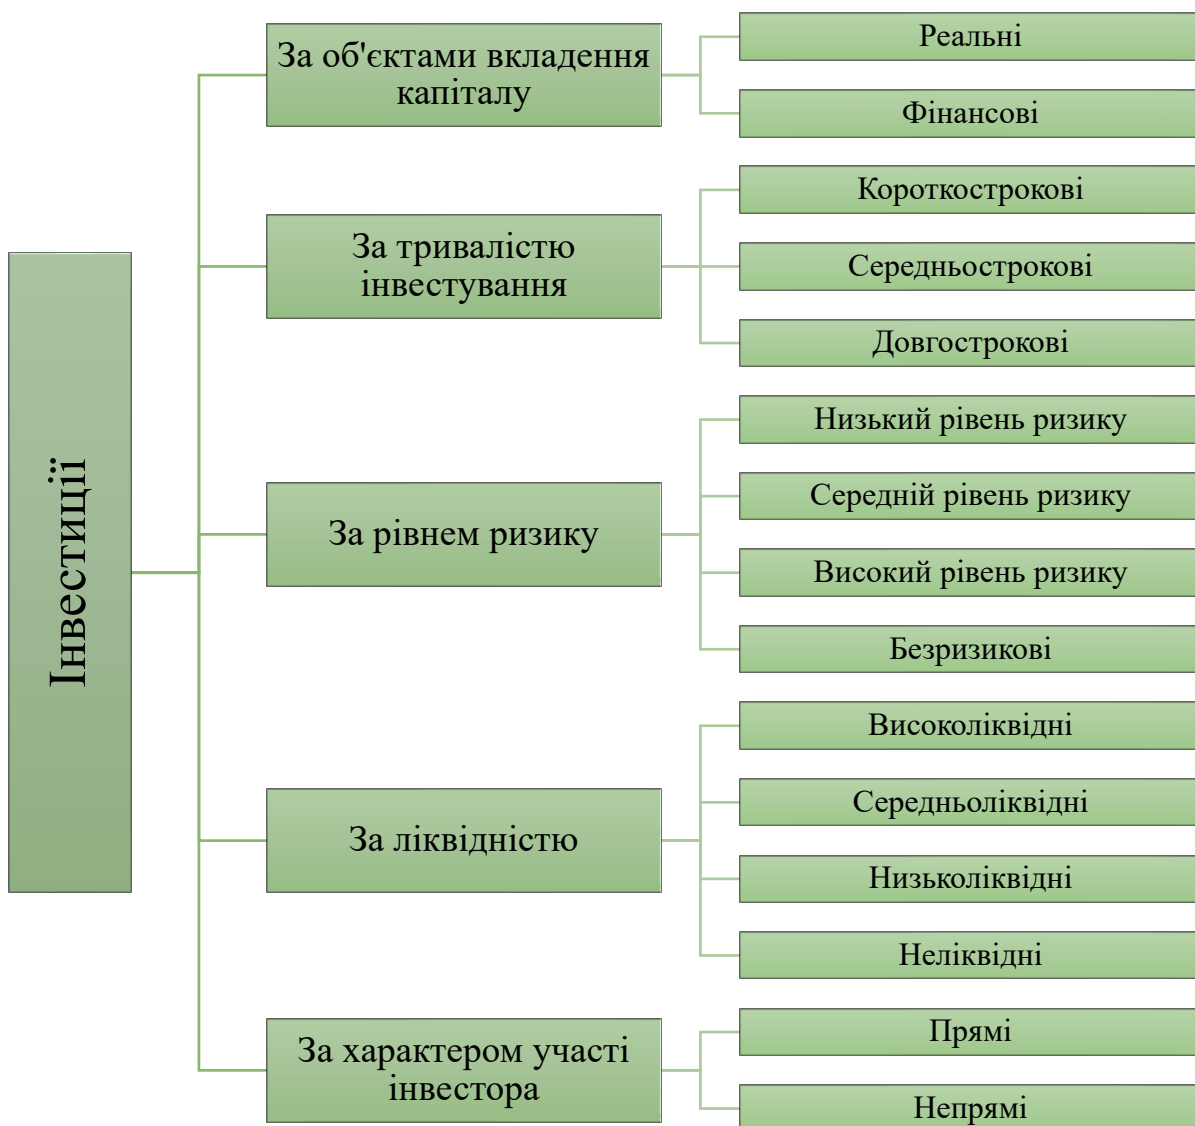 Інвестиції
За об'єктами вкладення
капіталу
Реальні
Фінансові
За тривалістю
інвестування
Короткострокові
Середньострокові
Довгострокові
За рівнем ризику
Низький рівень ризику
Середній рівень ризику
Високий рівень ризику
Безризикові
За ліквідністю
Високоліквідні
Середньоліквідні
Низьколіквідні
Неліквідні
За характером участі
інвестора
Прямі
Непрямі